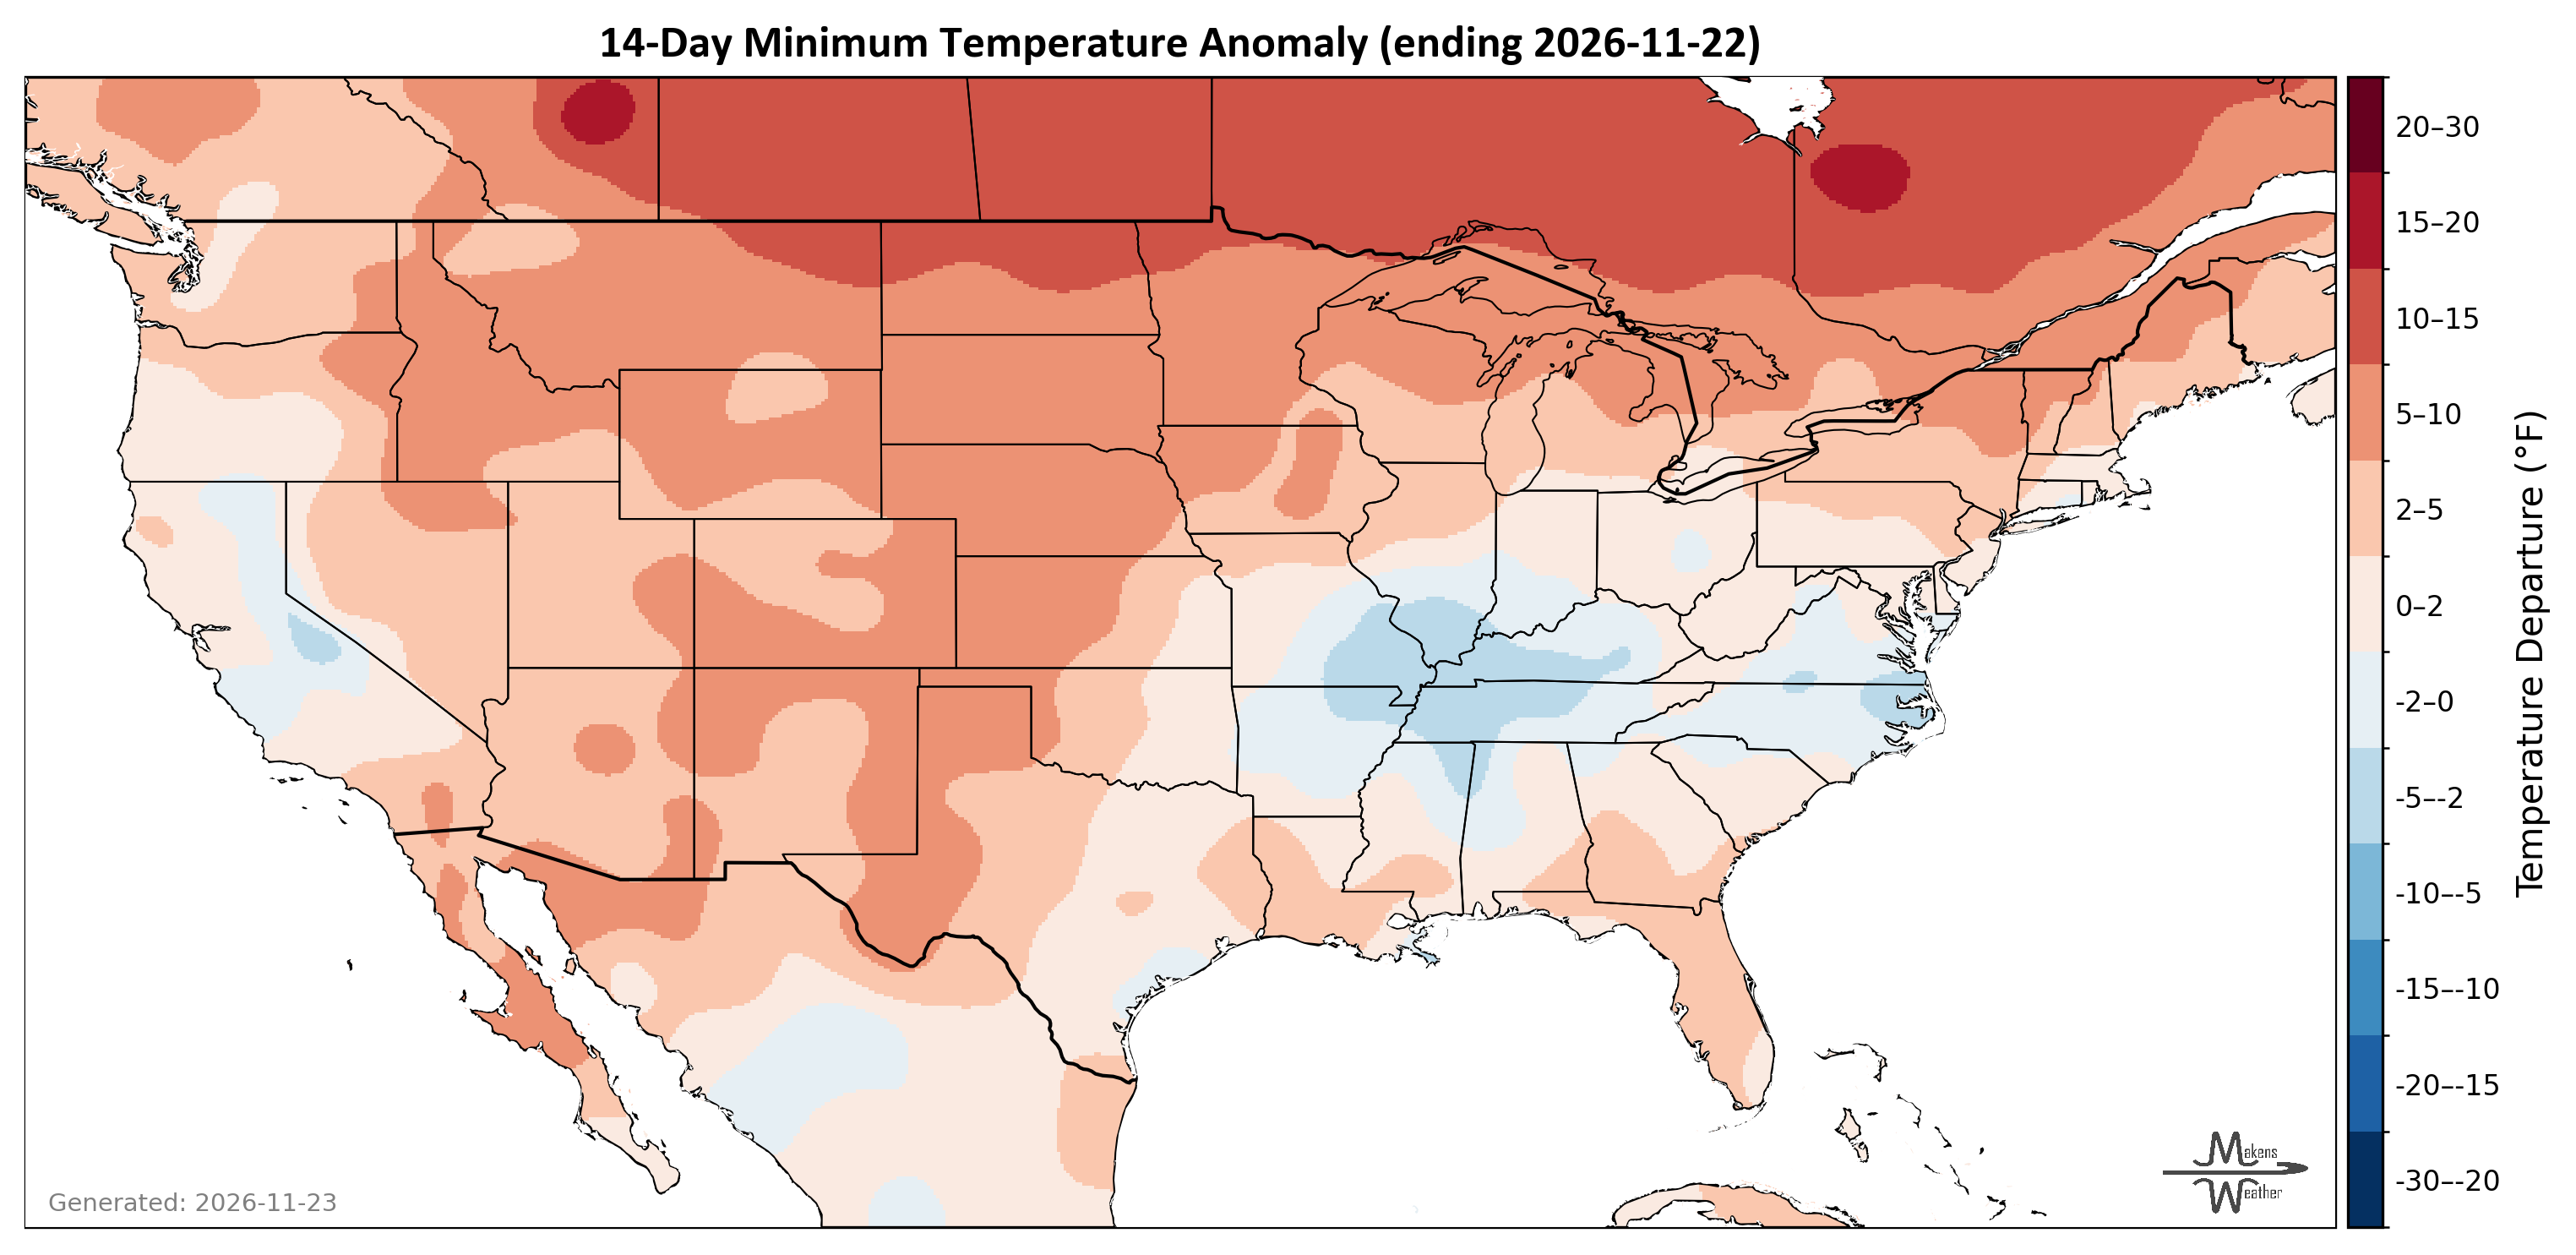 14-Day Minimum Temperature Anomaly (ending 2026-11-22)
20–30
15–20
10–15
5–10
2–5
0–2
-2–0
-5–-2
-10–-5
-15–-10
-20–-15
-30–-20
Temperature Departure (°F)
Generated: 2026-11-23
Makens
Weather